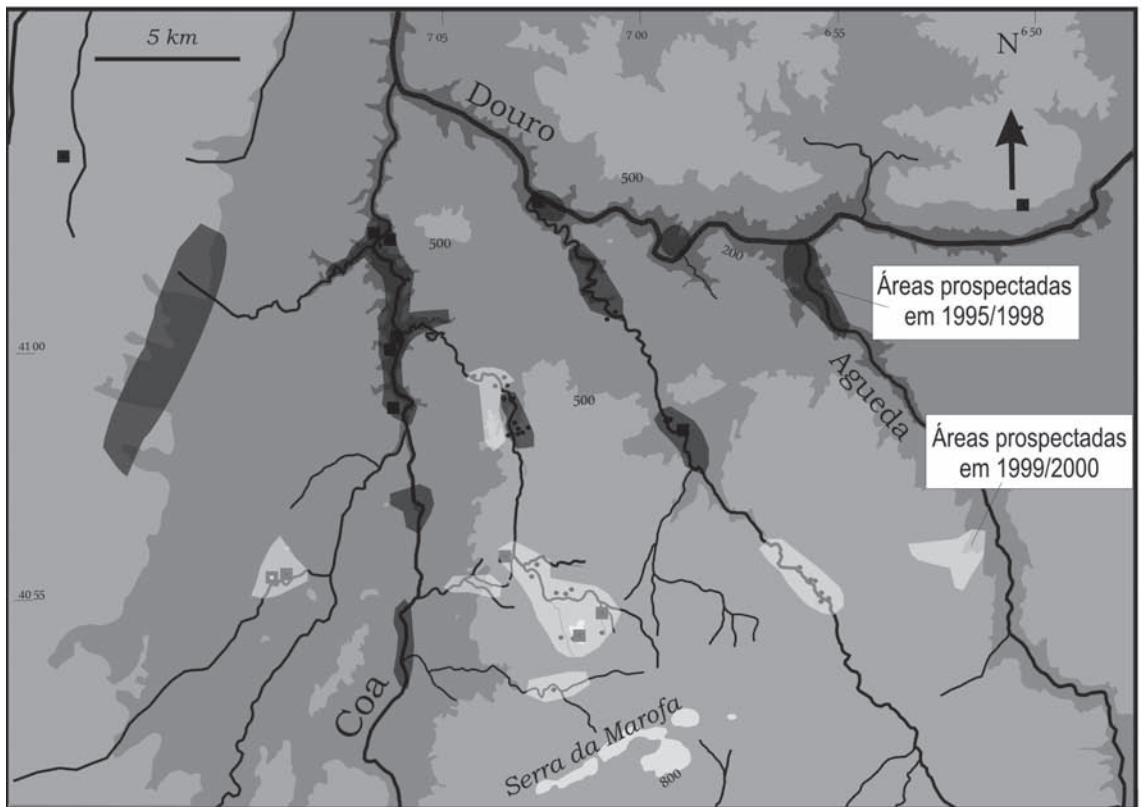 5 km
7 05
7 00
6 55
6 50
N
Douro
500
500
200
Áreas prospectadas
em 1995/1998
41 00
500
Agueda
Áreas prospectadas
em 1999/2000
40 55
Coa
Serra da Marofa
800